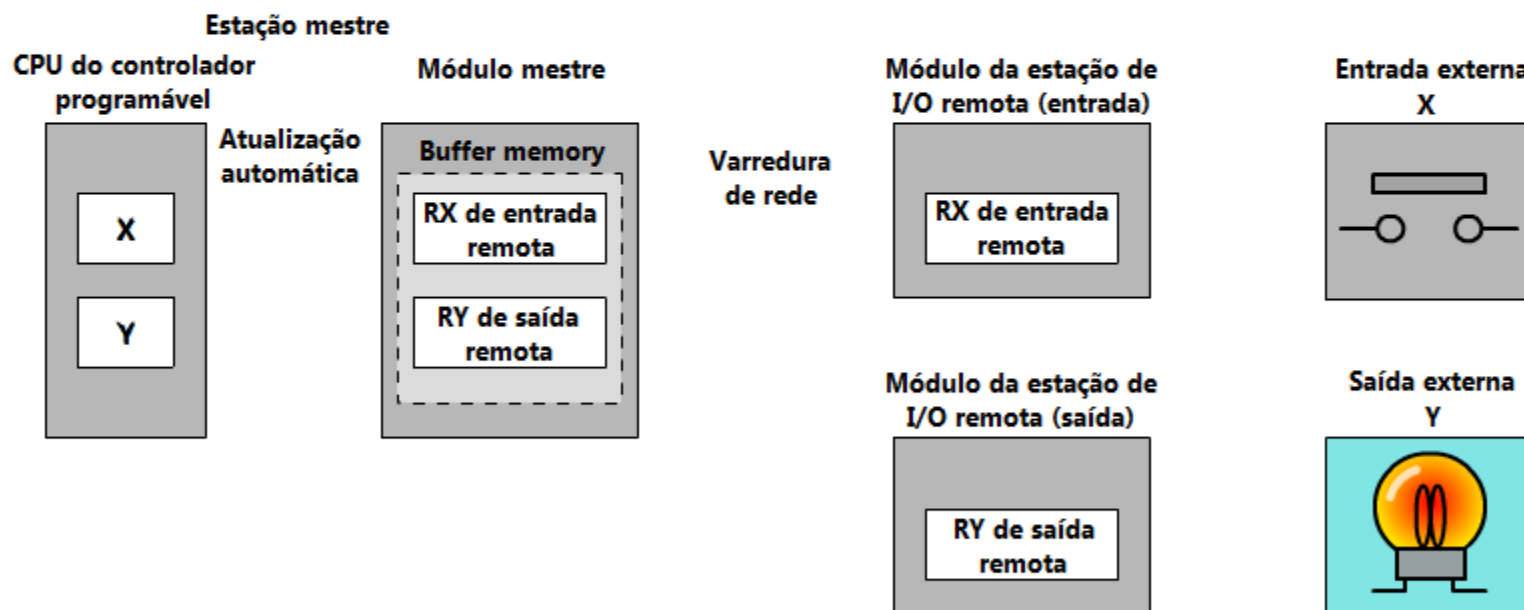 Estação mestre
CPU do controlador
programável
Módulo mestre
Módulo da estação de
I/O remota (entrada)
Entrada externa
X
Atualização
automática
Buffer memory
Varredura
de rede
X
RX de entrada
remota
RX de entrada
remota
Y
RY de saída
remota
Módulo da estação de
I/O remota (saída)
Saída externa
Y
RY de saída
remota